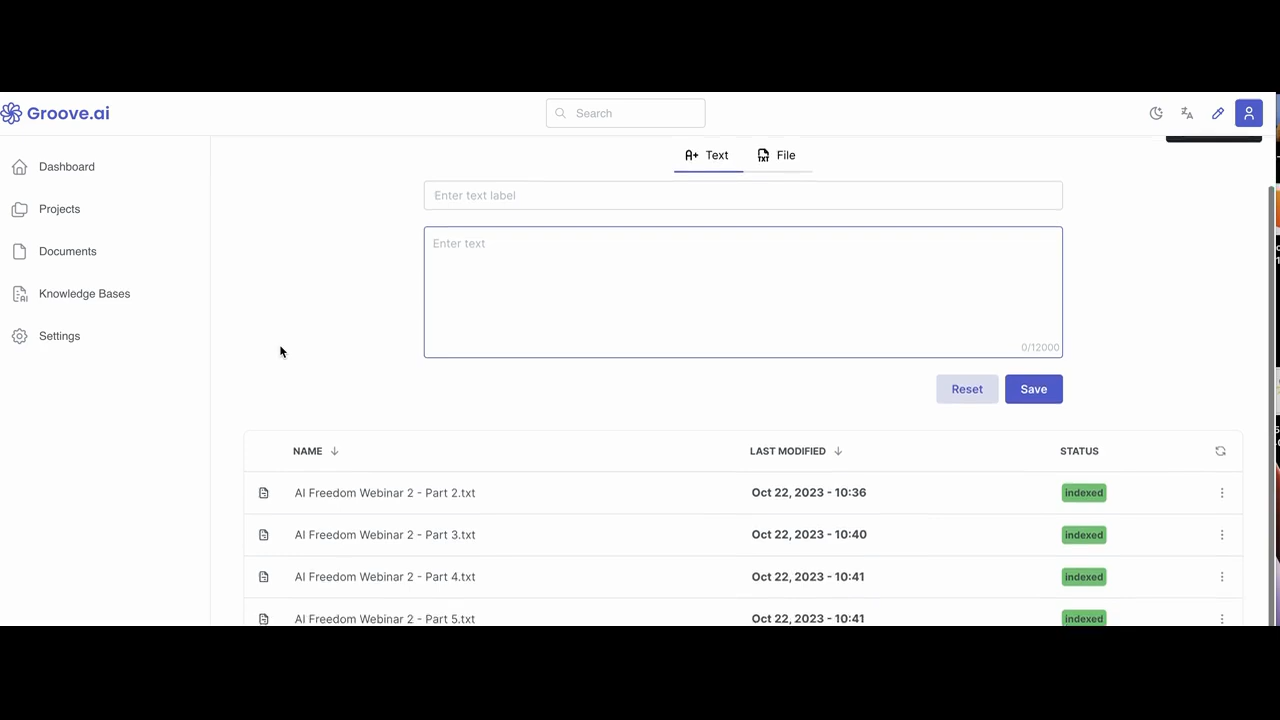 Groove.ai
Search
Dashboard
Projects
Documents
Knowledge Bases
Settings
Text
File
Enter text label
Enter text
0/12000
Reset
Save
NAME LAST MODIFIED STATUS
AI Freedom Webinar 2 - Part 2.txt Oct 22, 2023 - 10:36 indexed
AI Freedom Webinar 2 - Part 3.txt Oct 22, 2023 - 10:40 indexed
AI Freedom Webinar 2 - Part 4.txt Oct 22, 2023 - 10:41 indexed
AI Freedom Webinar 2 - Part 5.txt Oct 22, 2023 - 10:41 indexed